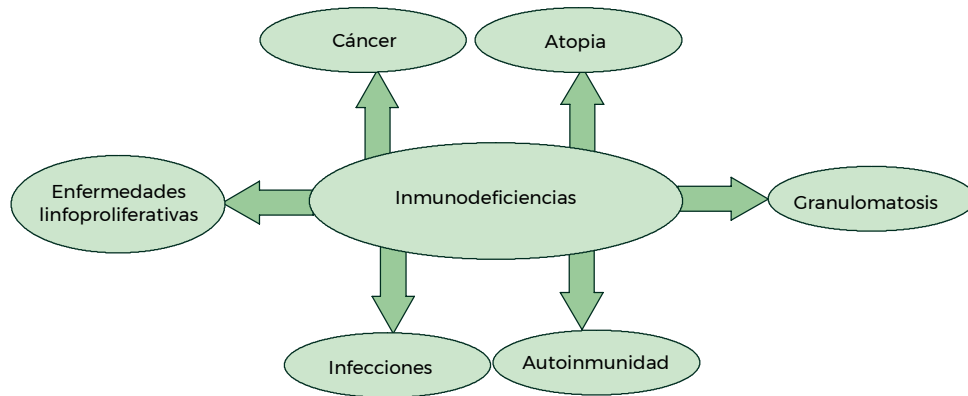 Cáncer
Atopia
Enfermedades
linfoproliferativas
Inmunodeficiencias
Granulomatosis
Infecciones
Autoinmunidad